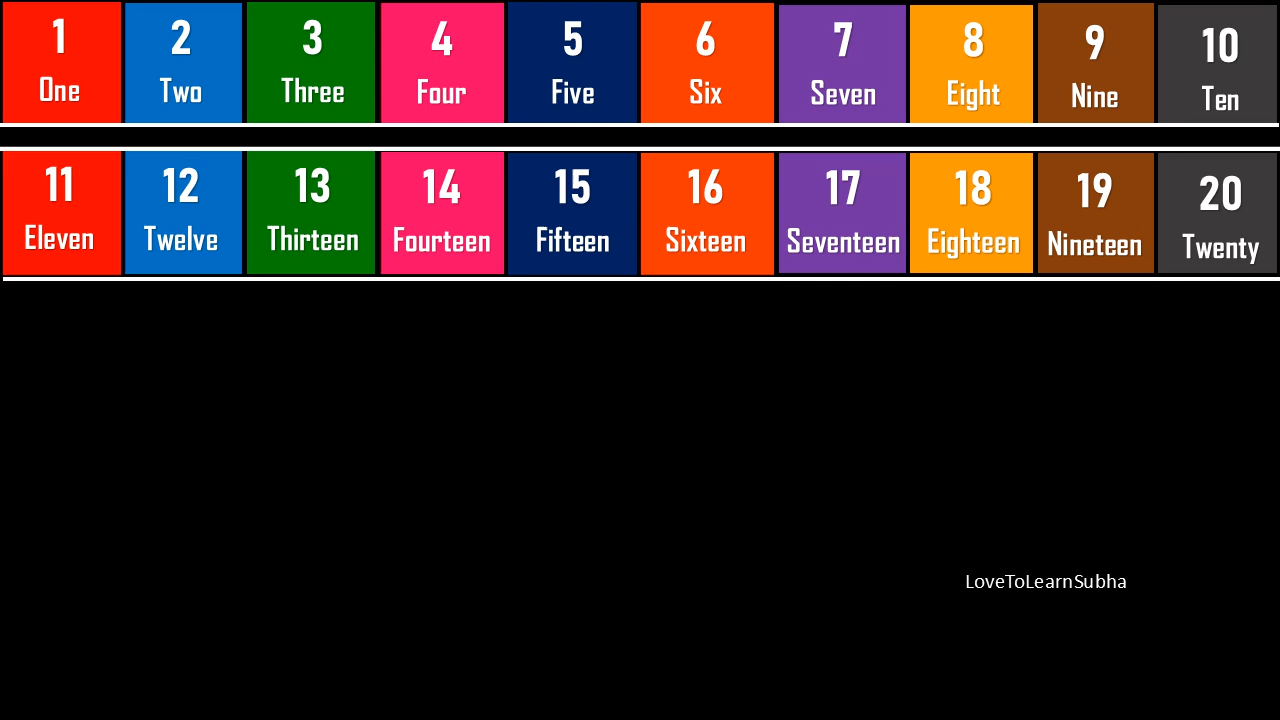 1 2 3 4 5 6 7 8 9 10
One Two Three Four Five Six Seven Eight Nine Ten
11 12 13 14 15 16 17 18 19 20
Eleven Twelve Thirteen Fourteen Fifteen Sixteen Seventeen Eighteen Nineteen Twenty
LoveToLearnSubha